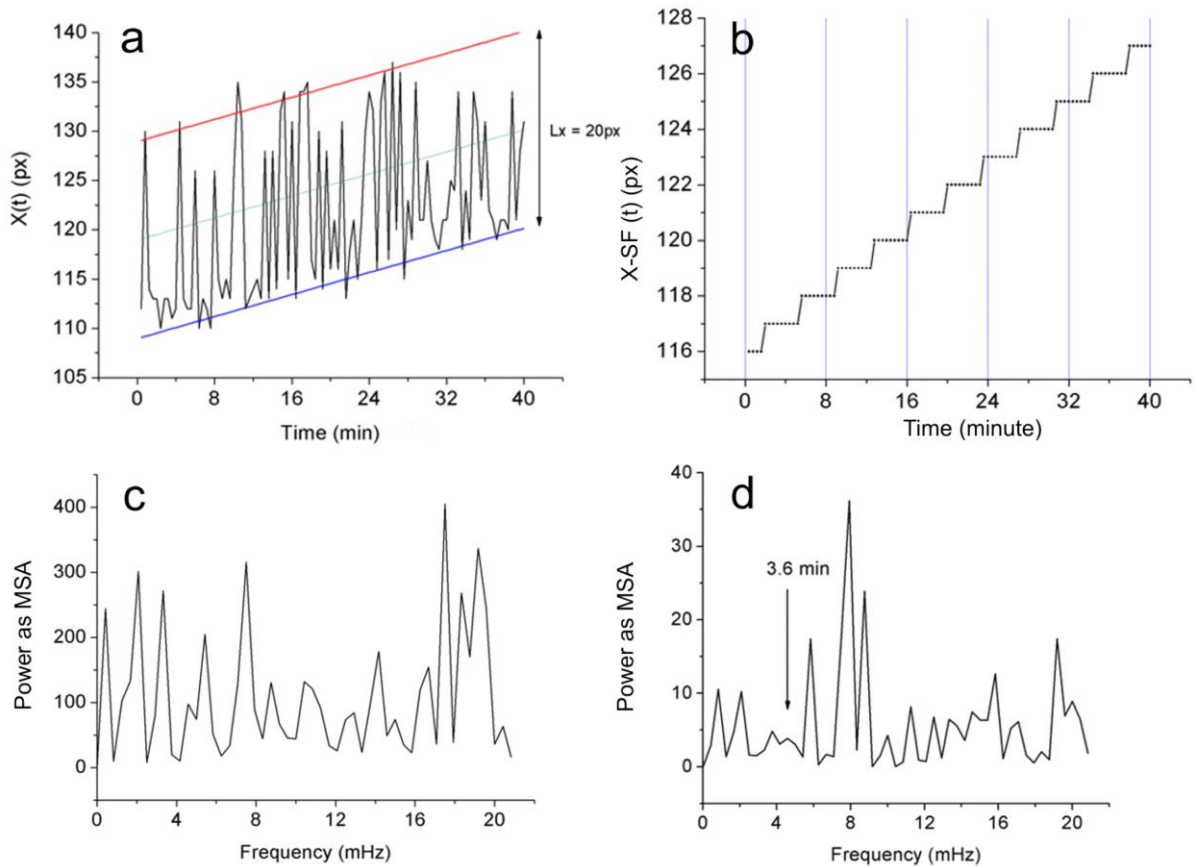 a
X(t) (px)
140
135
130
125
120
115
110
105
Lx = 20px
0 8 16 24 32 40
Time (min)
b
X-SF (t) (px)
128
126
124
122
120
118
116
0 8 16 24 32 40
Time (minute)
c
Power as MSA
400
300
200
100
0
0 4 8 12 16 20
Frequency (mHz)
d
Power as MSA
40
30
20
10
0
3.6 min
0 4 8 12 16 20
Frequency (mHz)